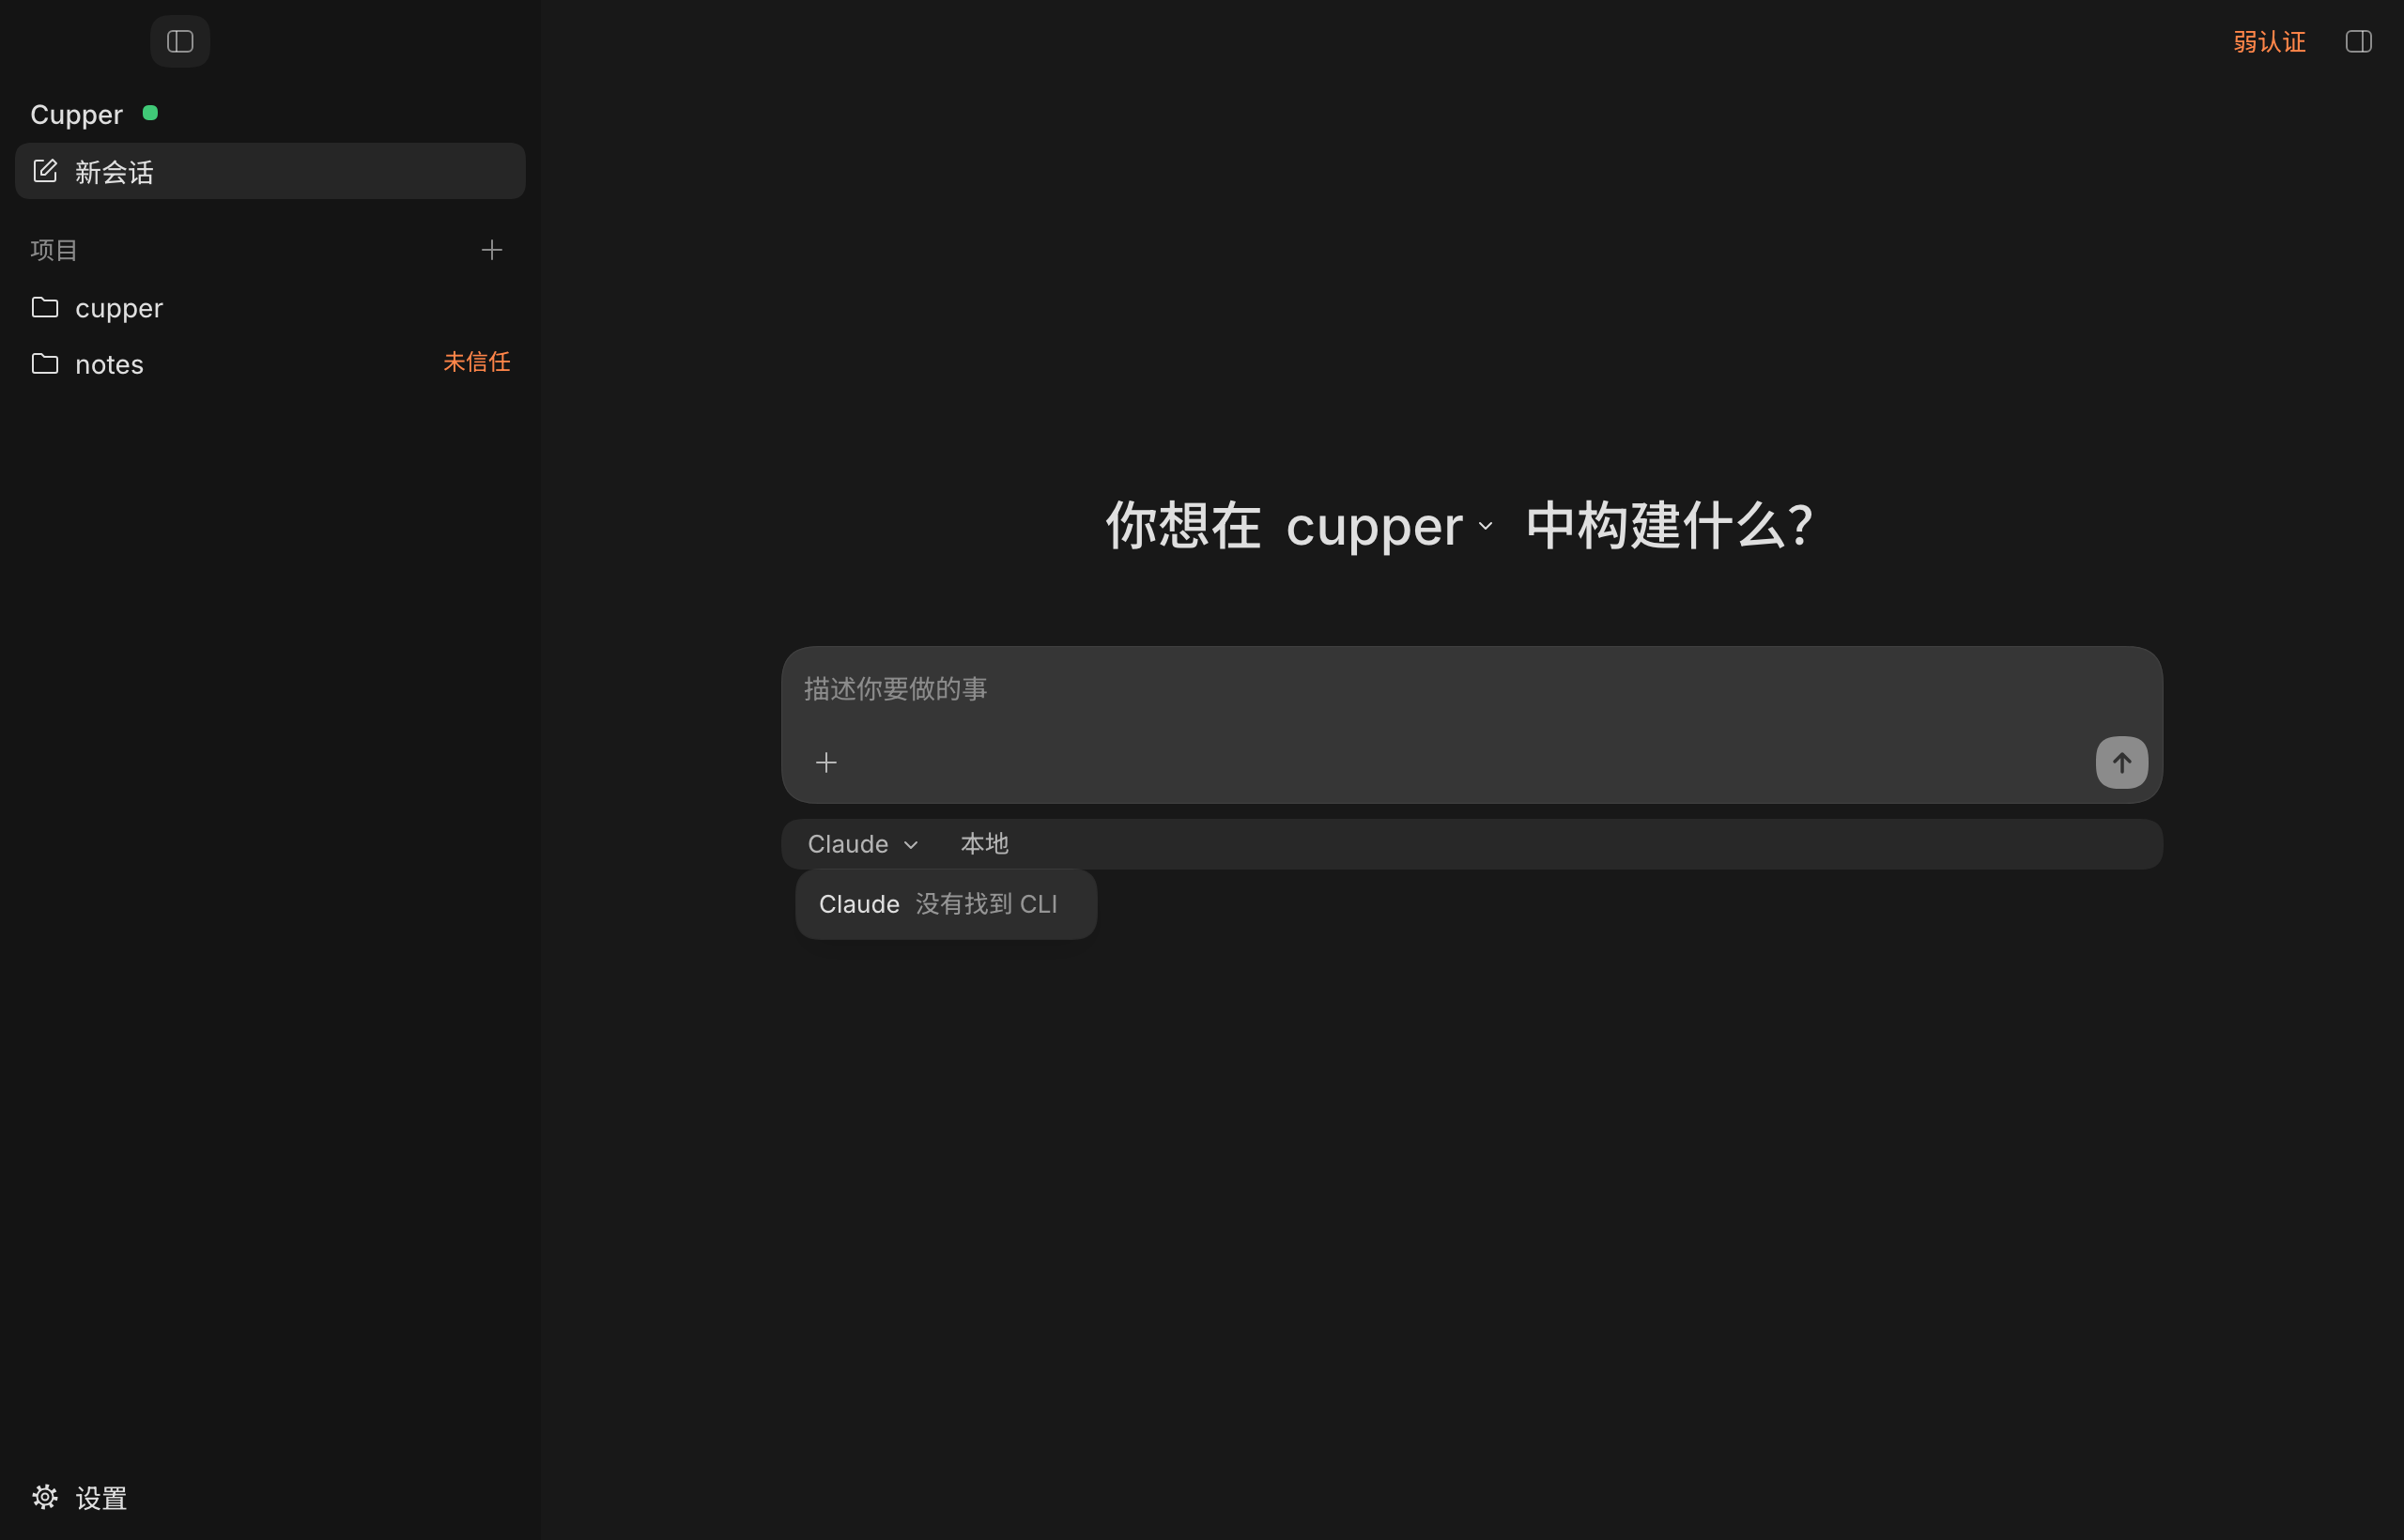 弱认证
Cupper
新会话
项目
cupper
notes 未信任
你想在 cupper 中构建什么？
描述你要做的事
Claude 本地
Claude 没有找到 CLI
设置